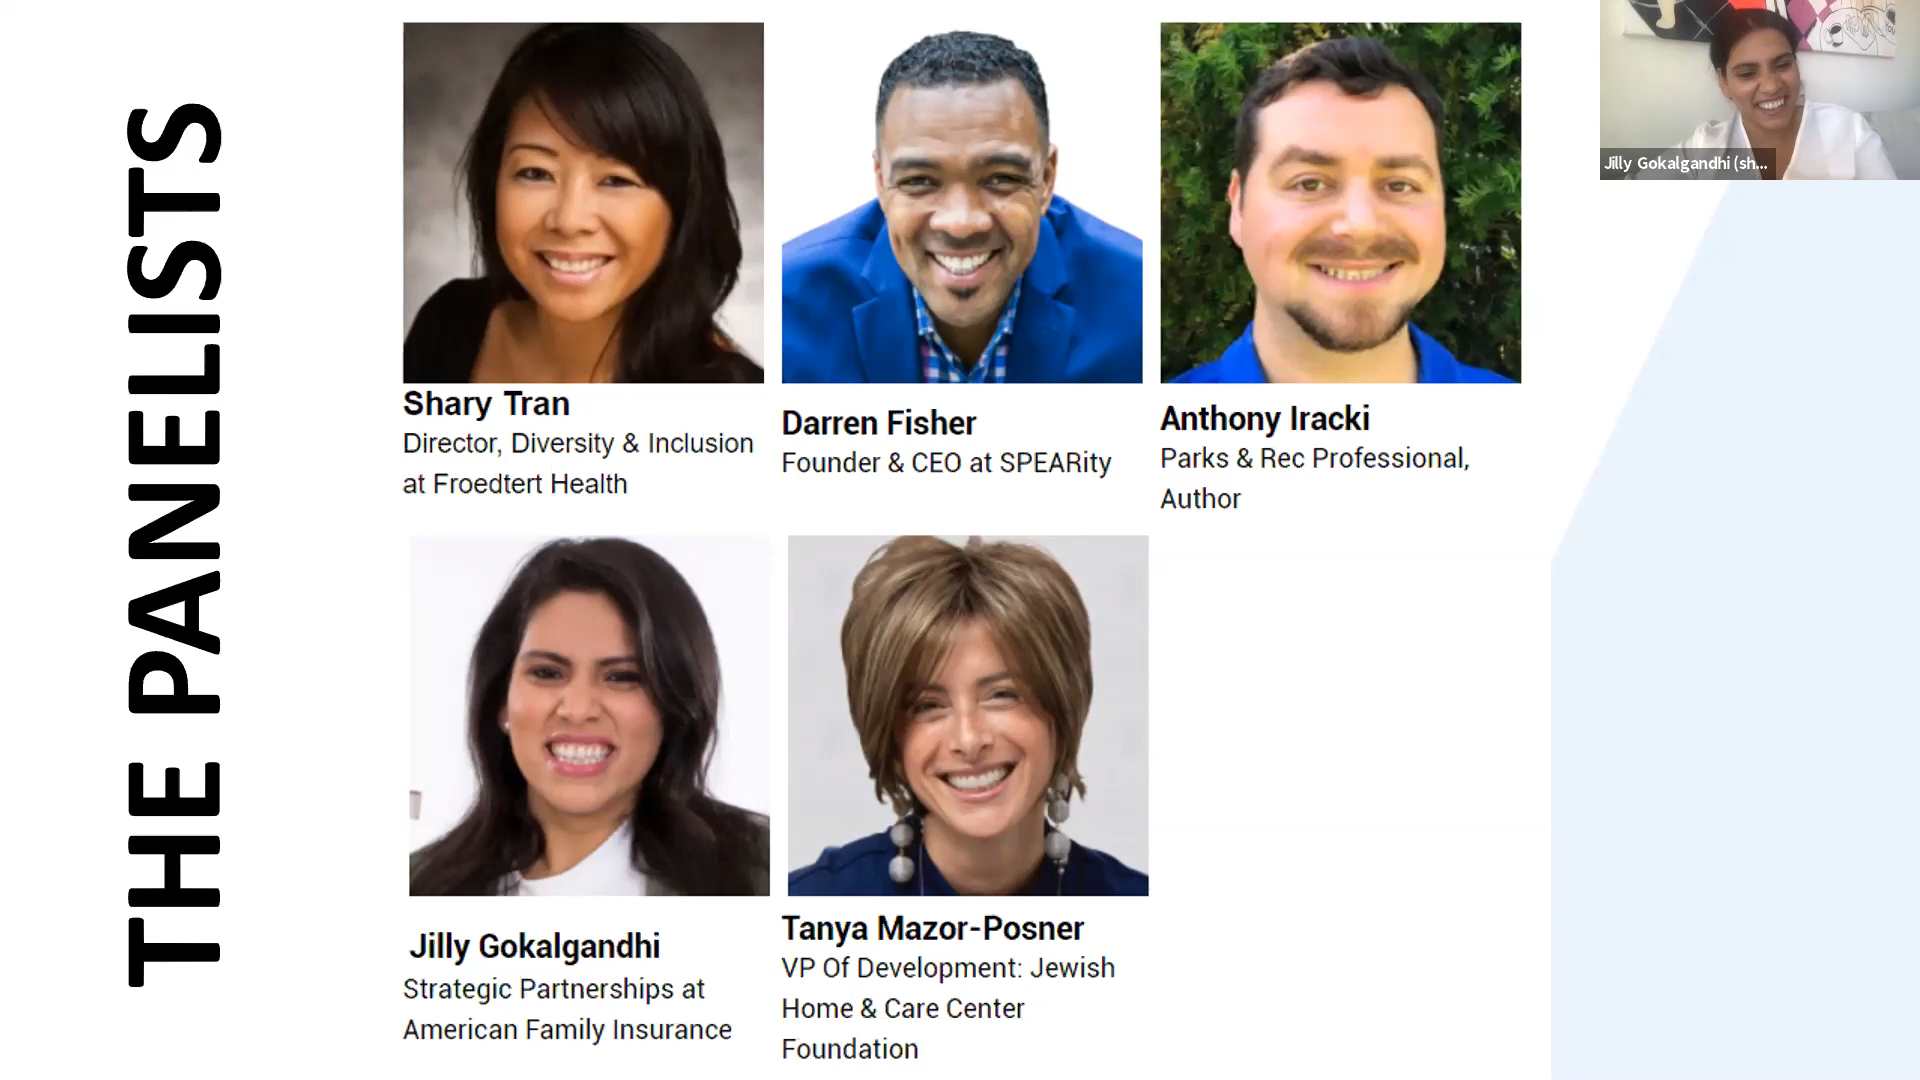 THE PANELISTS
Shary Tran
Director, Diversity & Inclusion
at Froedtert Health
Darren Fisher
Founder & CEO at SPEARity
Anthony Iracki
Parks & Rec Professional,
Author
Jilly Gokalgandhi
Strategic Partnerships at
American Family Insurance
Tanya Mazor-Posner
VP Of Development: Jewish
Home & Care Center
Foundation
Jilly Gokalgandhi (sh...